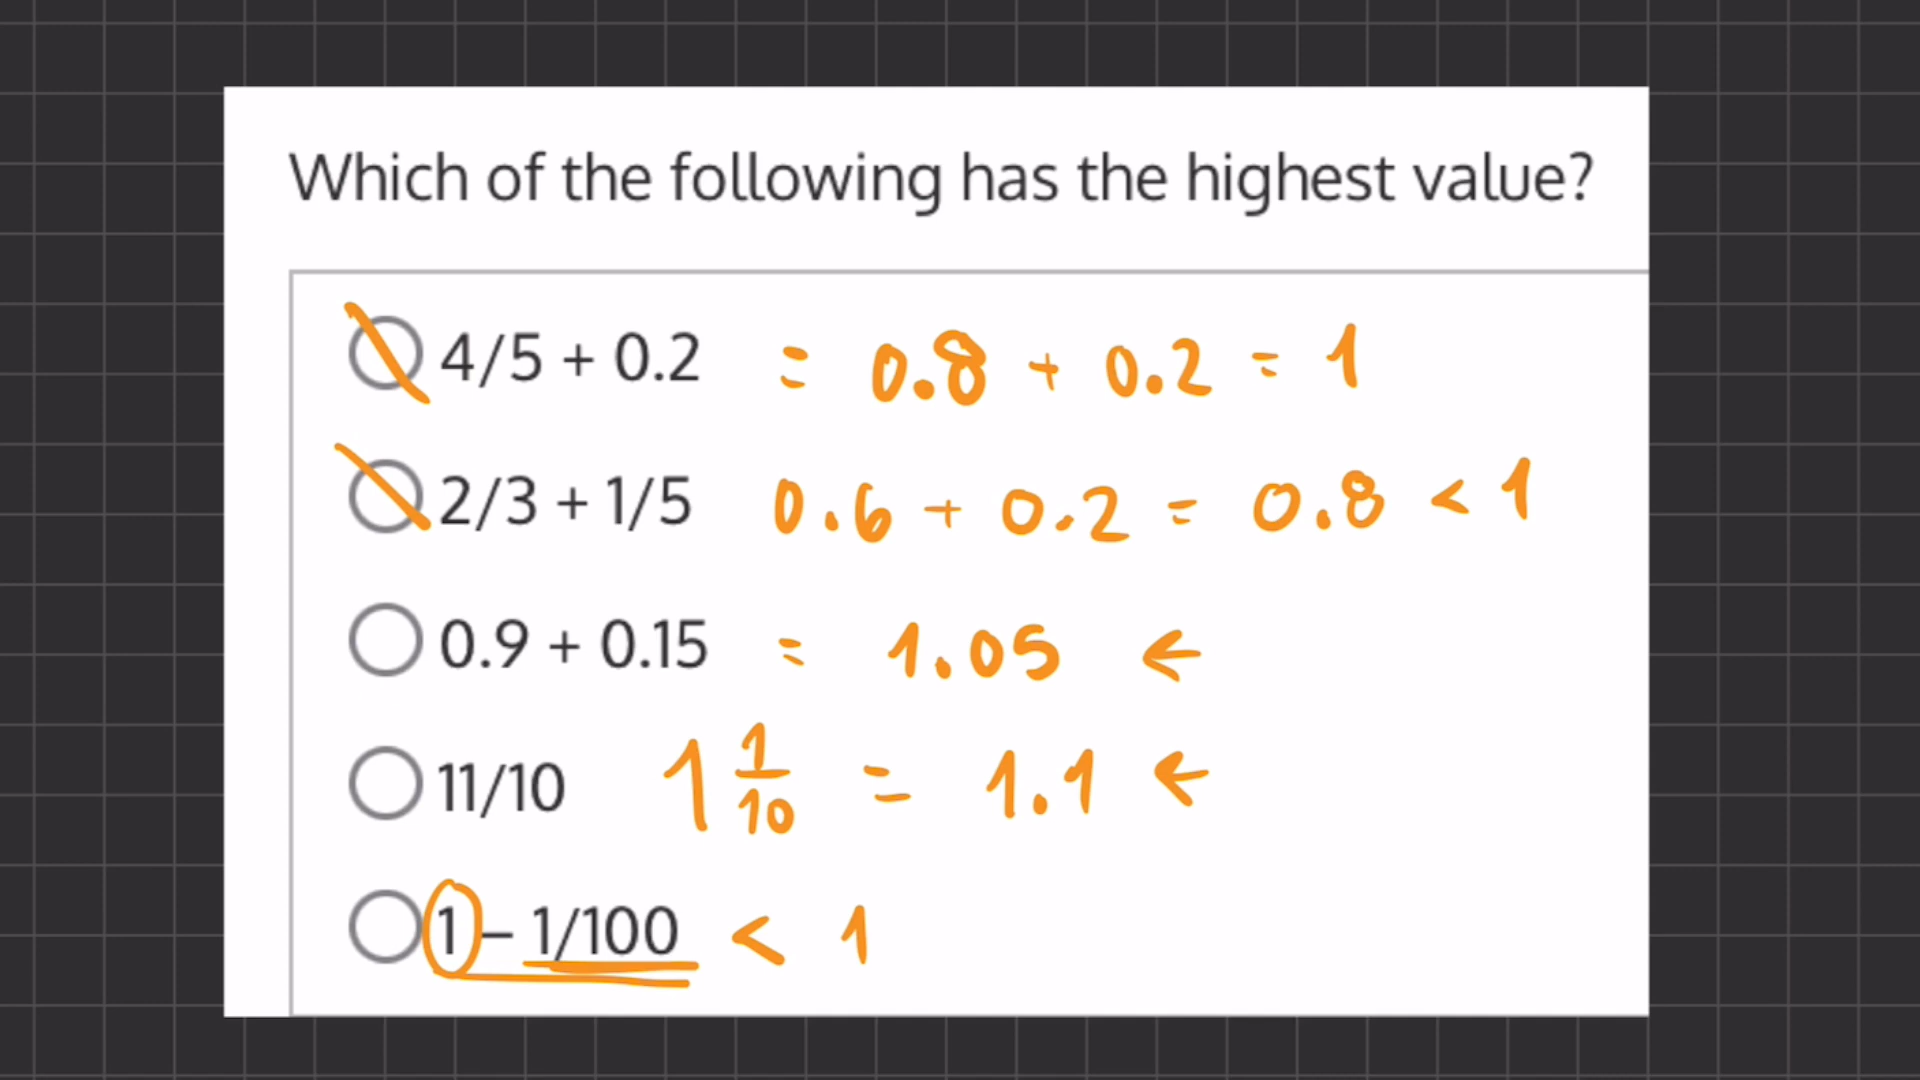 Which of the following has the highest value?
4/5 + 0.2 = 0.8 + 0.2 = 1
2/3 + 1/5 0.6 + 0.2 = 0.8 < 1
0.9 + 0.15 = 1.05 ←
11/10 1 1/10 = 1.1 ←
1 – 1/100 < 1